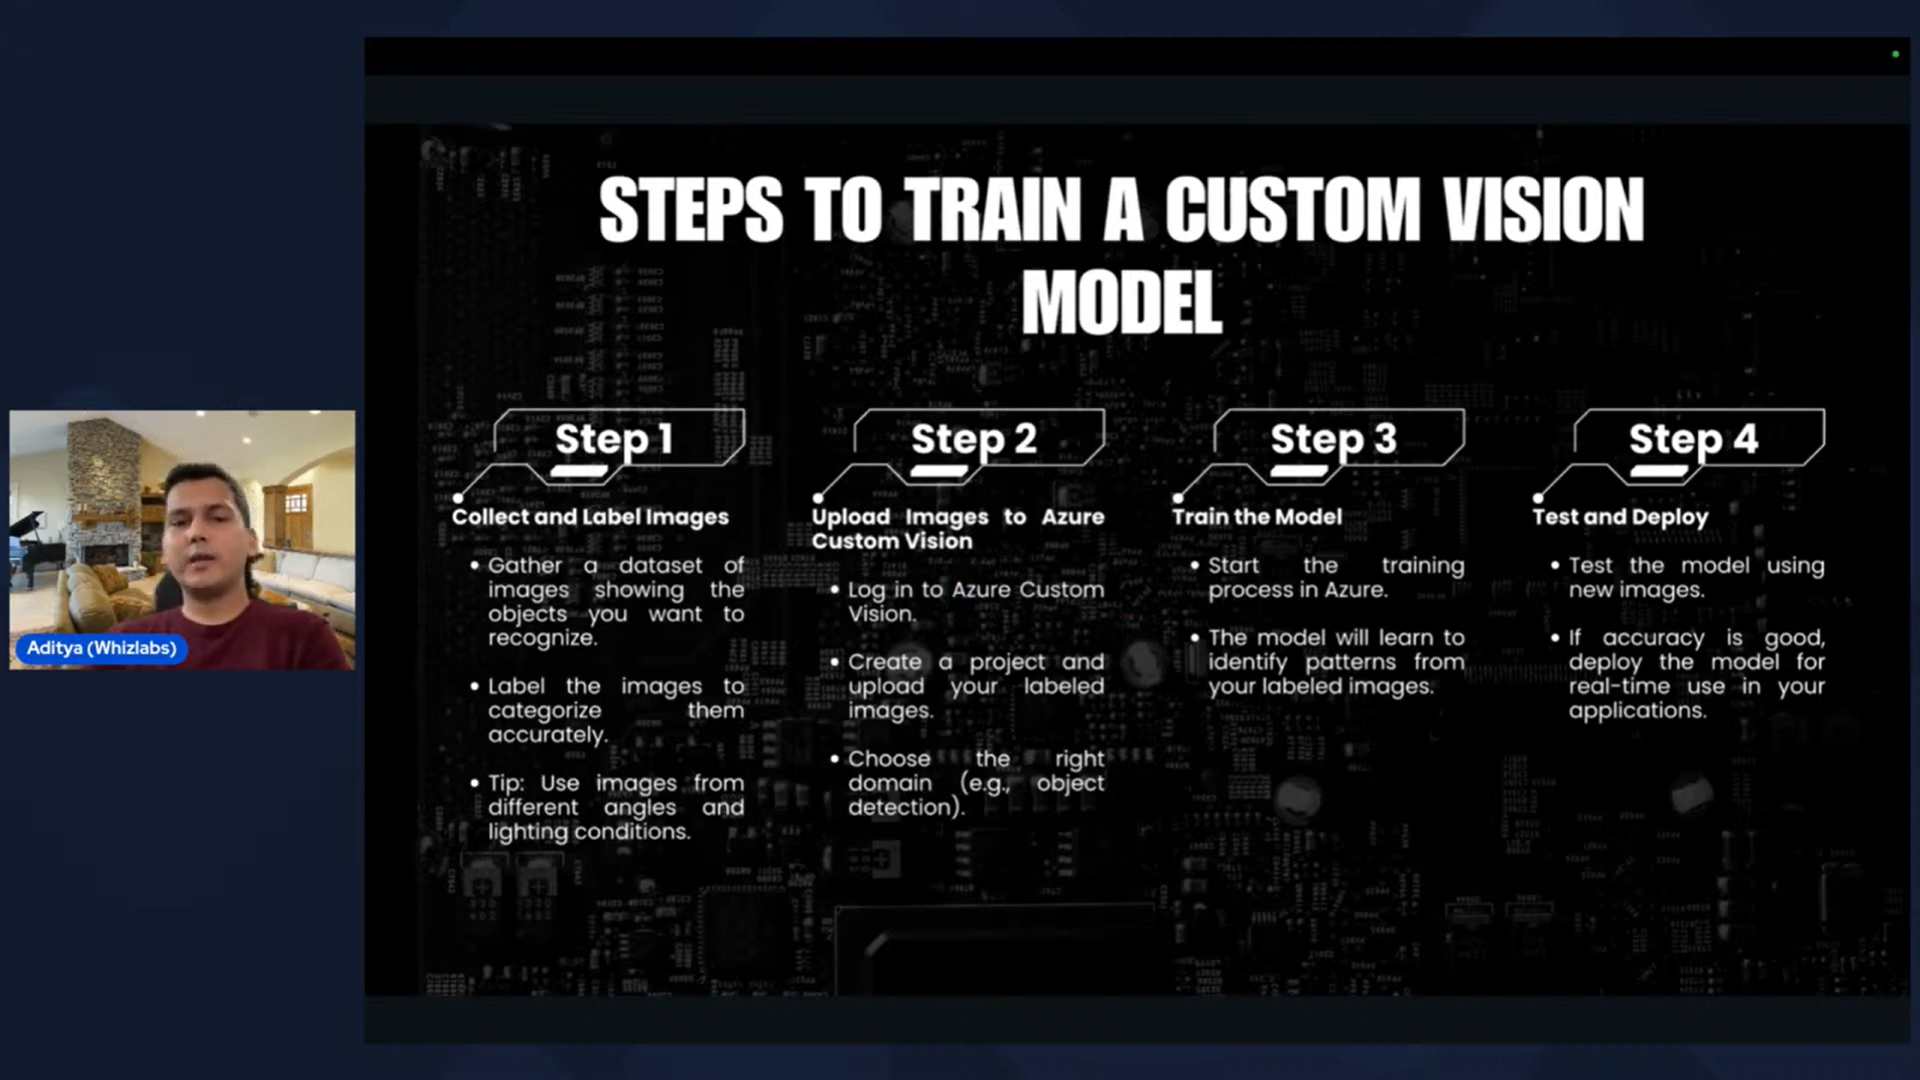 STEPS TO TRAIN A CUSTOM VISION
MODEL
Step 1
Collect and Label Images
• Gather a dataset of
images showing the
objects you want to
recognize.
• Label the images to
categorize them
accurately.
• Tip: Use images from
different angles and
lighting conditions.
Step 2
Upload Images to Azure
Custom Vision
• Log in to Azure Custom
Vision.
• Create a project and
upload your labeled
images.
• Choose the right
domain (e.g., object
detection).
Step 3
Train the Model
• Start the training
process in Azure.
• The model will learn to
identify patterns from
your labeled images.
Step 4
Test and Deploy
• Test the model using
new images.
• If accuracy is good,
deploy the model for
real-time use in your
applications.
Aditya (Whizlabs)